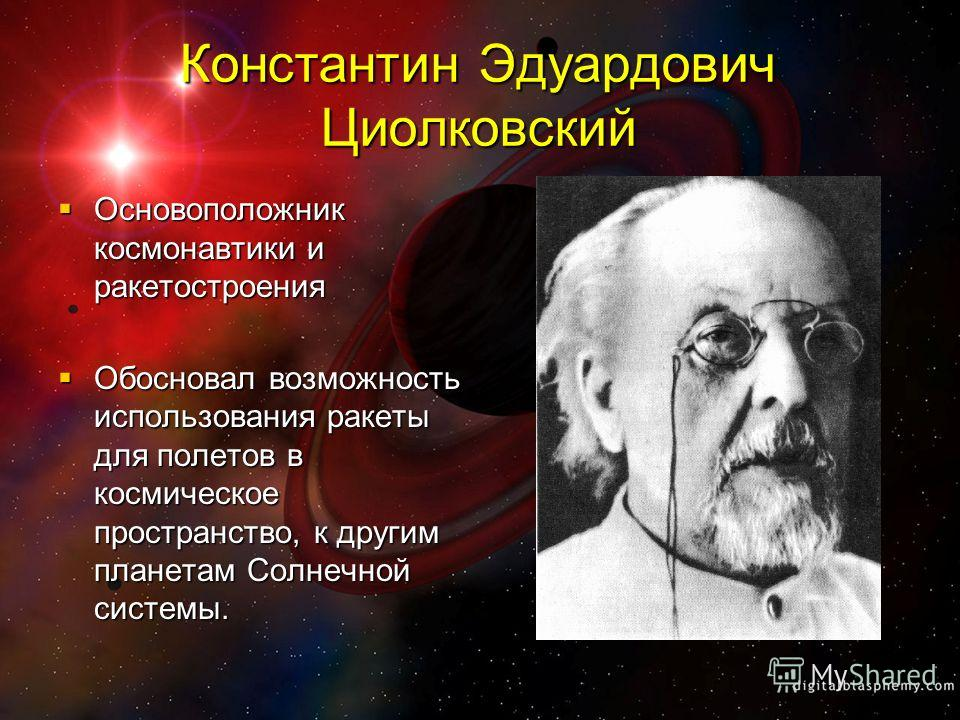 Константин Эдуардович
Циолковский
▪ Основоположник
космонавтики и
ракетостроения
▪ Обосновал возможность
использования ракеты
для полетов в
космическое
пространство, к другим
планетам Солнечной
системы.
MyShared
digitalblasphemy.com